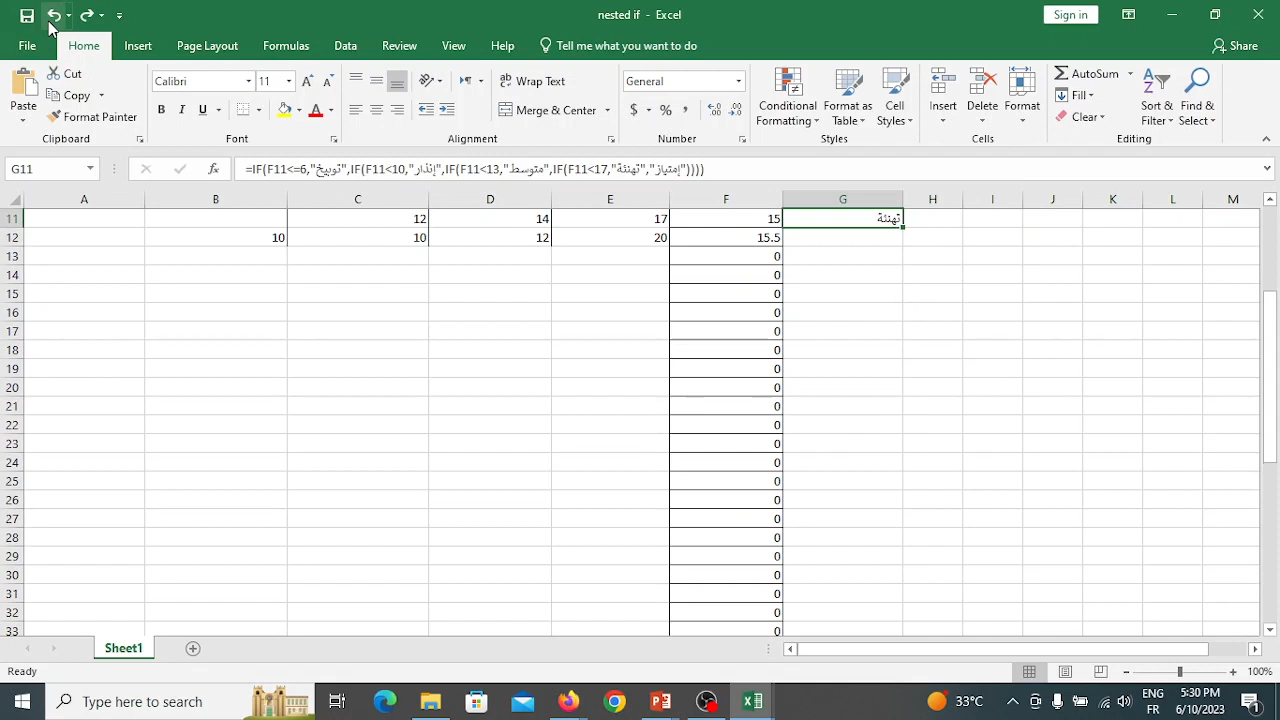 nested if - Excel
Sign in
File Home Insert Page Layout Formulas Data Review View Help Tell me what you want to do Share
Paste Cut Copy Format Painter Clipboard
Calibri 11 B I U A Font
Wrap Text Merge & Center Alignment
General $ % Number
Conditional Formatting Format as Table Cell Styles Styles
Insert Delete Format Cells
AutoSum Fill Clear Sort & Filter Find & Select Editing
G11 fx =IF(F11<=6,"توبيخ",IF(F11<10,"إنذار",IF(F11<13,"متوسط",IF(F11<17,"تهنئة","إمتياز"))))
A B C D E F G H I J K L M
11 12 14 17 15 تهنئة
12 10 10 12 20 15.5
13 0
14 0
15 0
16 0
17 0
18 0
19 0
20 0
21 0
22 0
23 0
24 0
25 0
26 0
27 0
28 0
29 0
30 0
31 0
32 0
33 0
Sheet1
Ready 100%
Type here to search 33°C ENG 5:30 PM
FR 6/10/2023